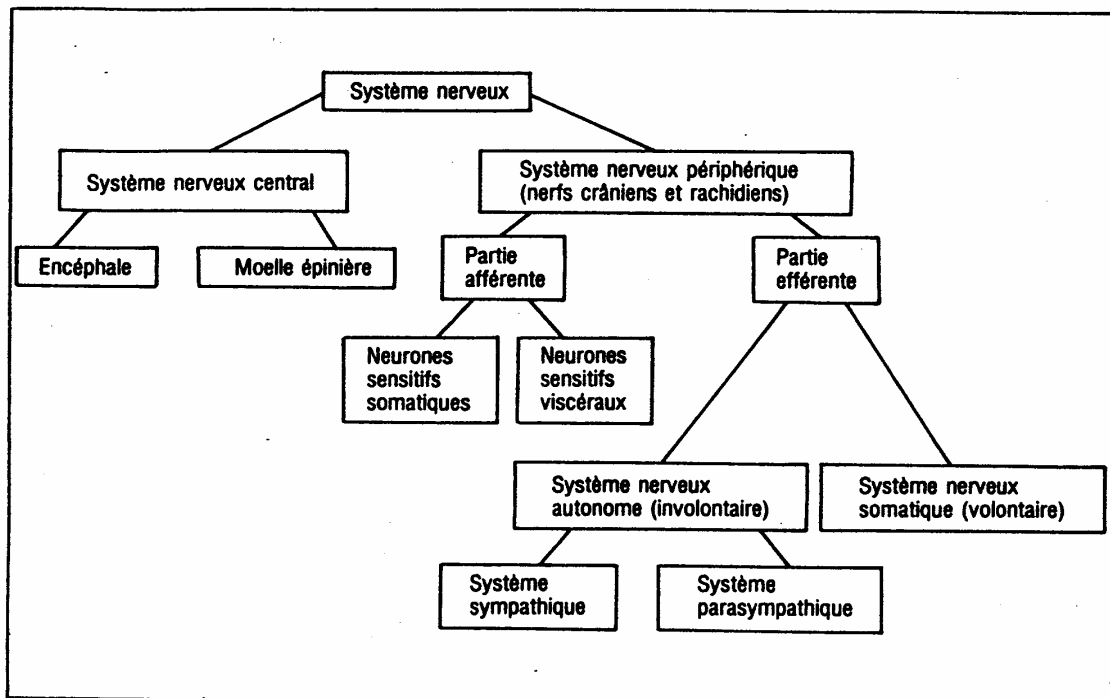 Système nerveux
Système nerveux central
Système nerveux périphérique
(nerfs crâniens et rachidiens)
Encéphale
Moelle épinière
Partie
afférente
Partie
efférente
Neurones
sensitifs
somatiques
Neurones
sensitifs
viscéraux
Système nerveux
autonome (involontaire)
Système nerveux
somatique (volontaire)
Système
sympathique
Système
parasympathique